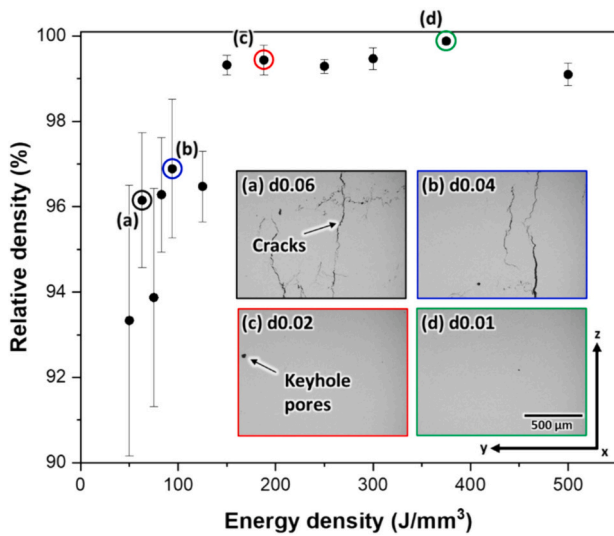 100
98
96
94
92
90
0
100
200
300
400
500
Relative density (%)
Energy density (J/mm³)
(a)
(b)
(c)
(d)
(a) d0.06
Cracks
(b) d0.04
(c) d0.02
Keyhole
pores
(d) d0.01
500 µm
z
y
x